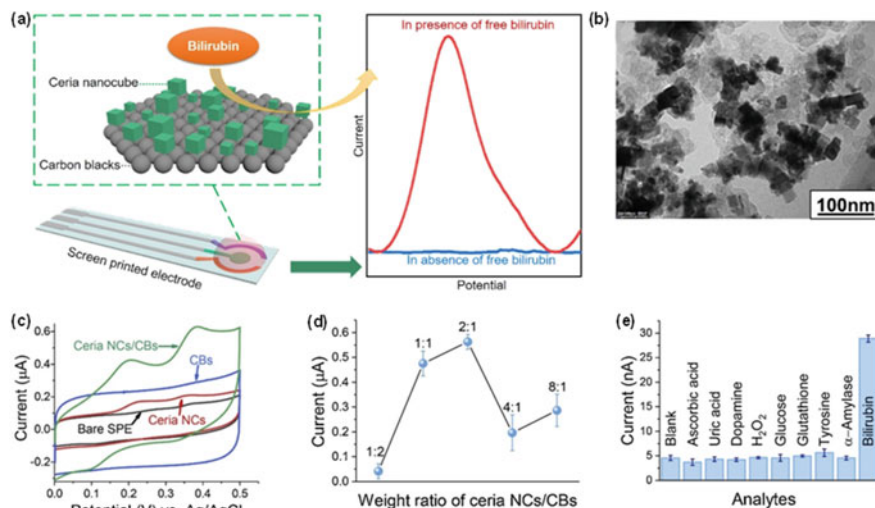 (a)
Bilirubin
Ceria nanocube
Carbon blacks
Screen printed electrode
In presence of free bilirubin
Current
In absence of free bilirubin
Potential
(b)
100nm
(c)
Current (μA)
0.6
0.4
0.2
0.0
-0.2
Ceria NCs/CBs
CBs
Bare SPE
Ceria NCs
0.0 0.1 0.2 0.3 0.4 0.5
Potential (V) vs. Ag/AgCl
(d)
Current (μA)
0.6
0.5
0.4
0.3
0.2
0.1
0.0
1:2
1:1
2:1
4:1
8:1
Weight ratio of ceria NCs/CBs
(e)
Current (nA)
30
25
20
15
10
5
0
Blank
Ascorbic acid
Uric acid
Dopamine
H₂O₂
Glucose
Glutathione
Tyrosine
α-Amylase
Bilirubin
Analytes